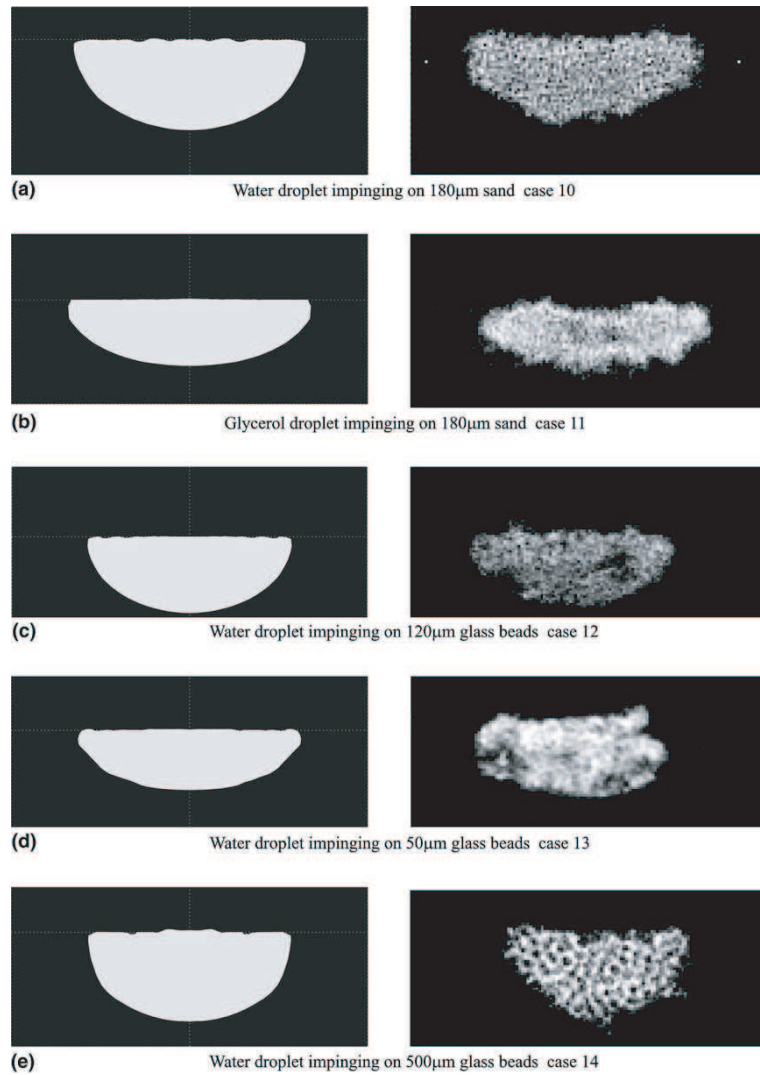 (a) Water droplet impinging on 180μm sand case 10
(b) Glycerol droplet impinging on 180μm sand case 11
(c) Water droplet impinging on 120μm glass beads case 12
(d) Water droplet impinging on 50μm glass beads case 13
(e) Water droplet impinging on 500μm glass beads case 14